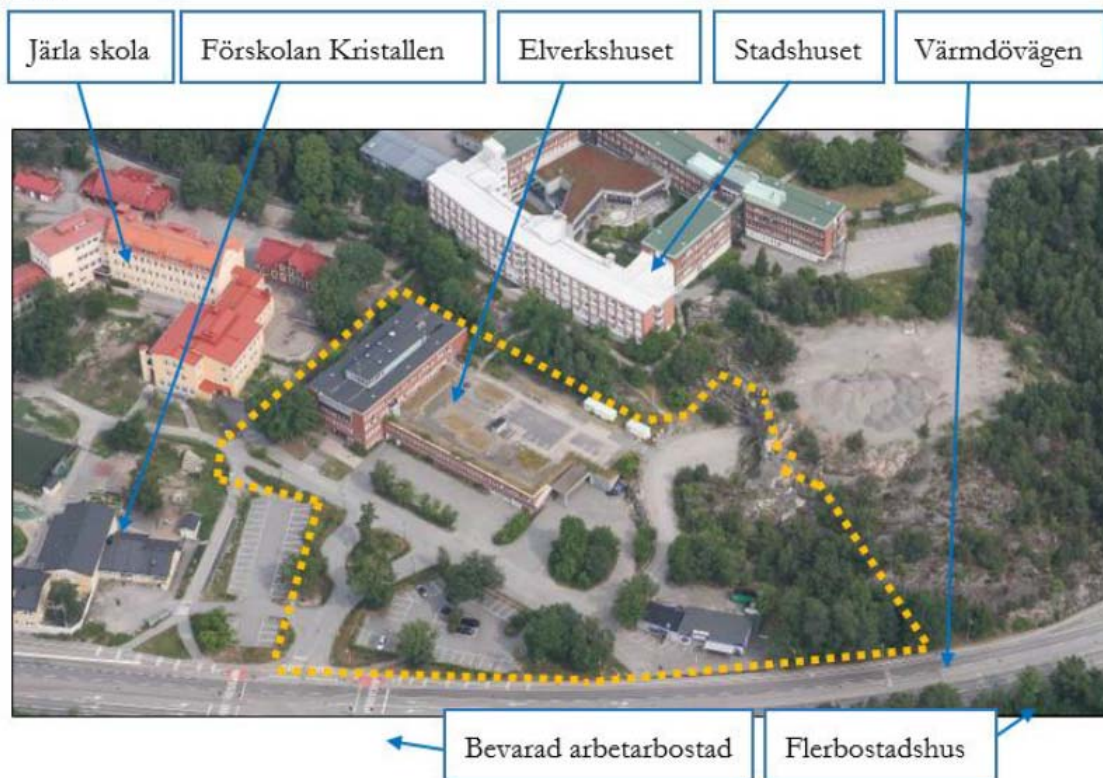 Järla skola
Förskolan Kristallen
Elverkshuset
Stadshuset
Värmdövägen
Bevarad arbetarbostad
Flerbostadshus